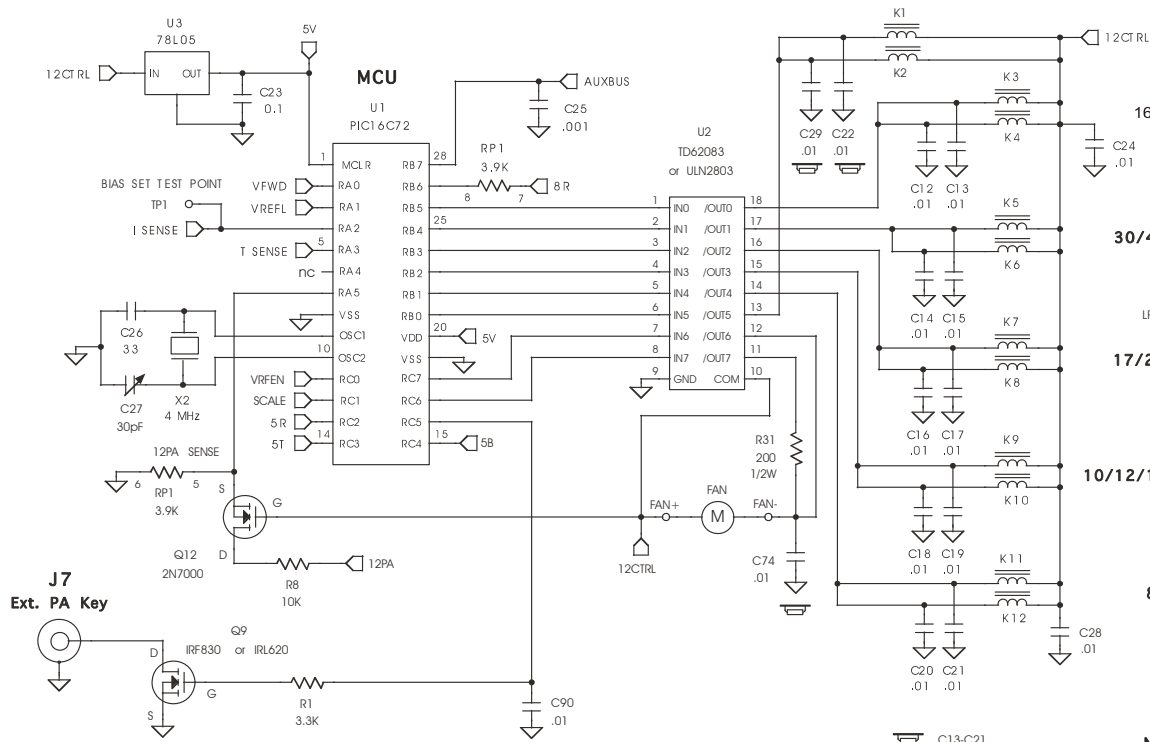 U3
78L05
12CTRL
IN
OUT
5V
C23
0.1
MCU
U1
PIC16C72
AUXBUS
C25
.001
RP1
3.9K
8
7
8R
BIAS SET TEST POINT
TP1
VFWD
VREFL
I SENSE
T SENSE
nc
1
5
10
14
28
25
20
15
MCLR
RA0
RA1
RA2
RA3
RA4
RA5
VSS
OSC1
OSC2
RC0
RC1
RC2
RC3
RB7
RB6
RB5
RB4
RB3
RB2
RB1
RB0
VDD
VSS
RC7
RC6
RC5
RC4
5V
5B
C26
33
C27
30pF
X2
4 MHz
VRFEN
SCALE
5R
5T
12PA SENSE
6
5
RP1
3.9K
S
G
D
Q12
2N7000
R8
10K
12PA
J7
Ext. PA Key
Q9
IRF830 or IRL620
D
G
S
R1
3.3K
C90
.01
U2
TD62083
or ULN2803
1
2
3
4
5
6
7
8
9
IN0
IN1
IN2
IN3
IN4
IN5
IN6
IN7
GND
/OUT0
/OUT1
/OUT2
/OUT3
/OUT4
/OUT5
/OUT6
/OUT7
COM
18
17
16
15
14
13
12
11
10
R31
200
1/2W
FAN+
FAN
M
FAN-
12CTRL
C74
.01
K1
K2
12CTRL
C29
.01
C22
.01
K3
K4
C12
.01
C13
.01
C24
.01
16
K5
K6
C14
.01
C15
.01
30/4
K7
K8
C16
.01
C17
.01
LP
17/2
K9
K10
C18
.01
C19
.01
10/12/1
K11
K12
C20
.01
C21
.01
8
C28
.01
C13-C21